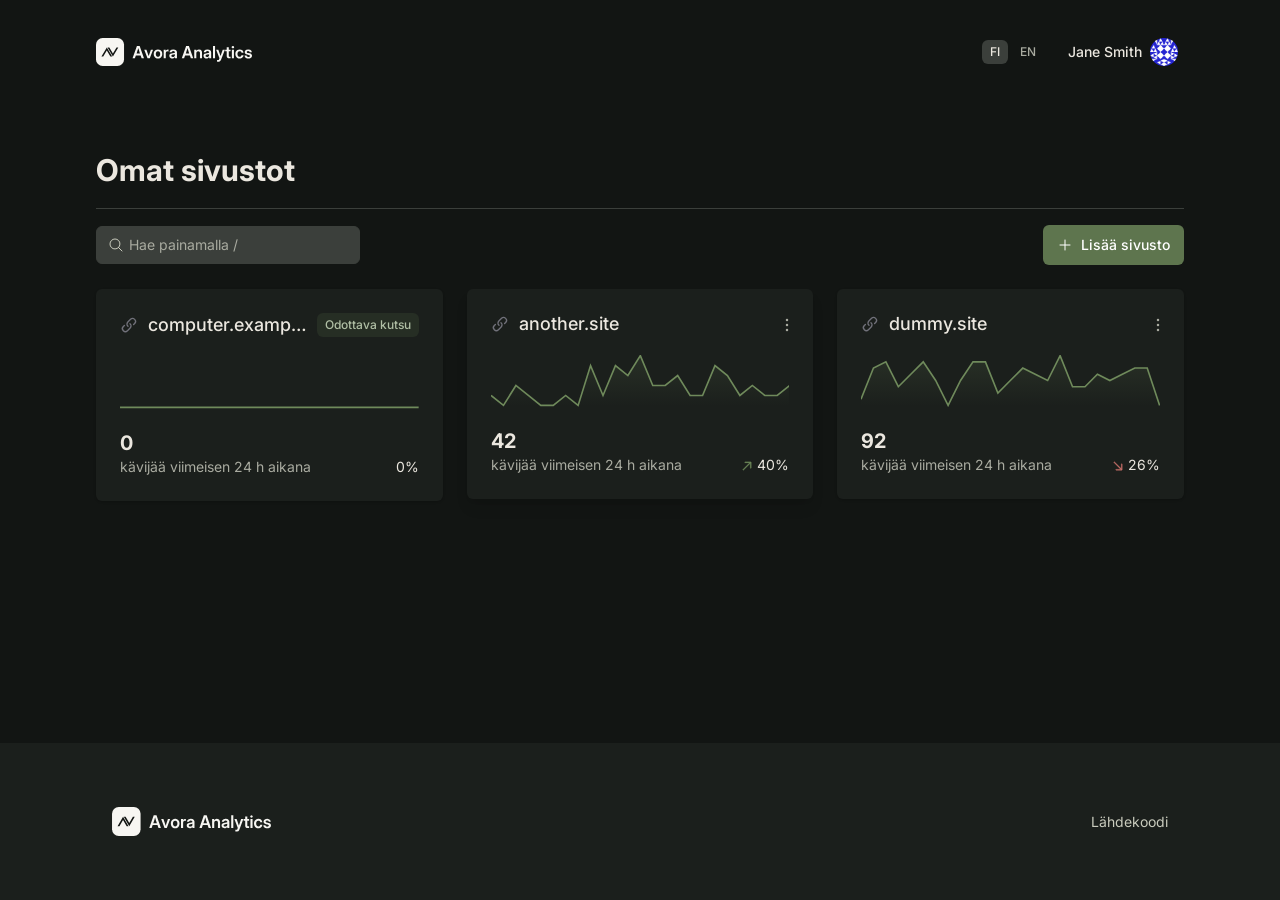 Avora Analytics
FI EN Jane Smith
Omat sivustot
Hae painamalla /
Lisää sivusto
computer.examp... Odottava kutsu
0
kävijää viimeisen 24 h aikana 0%
another.site
42
kävijää viimeisen 24 h aikana 40%
dummy.site
92
kävijää viimeisen 24 h aikana 26%
Avora Analytics
Lähdekoodi